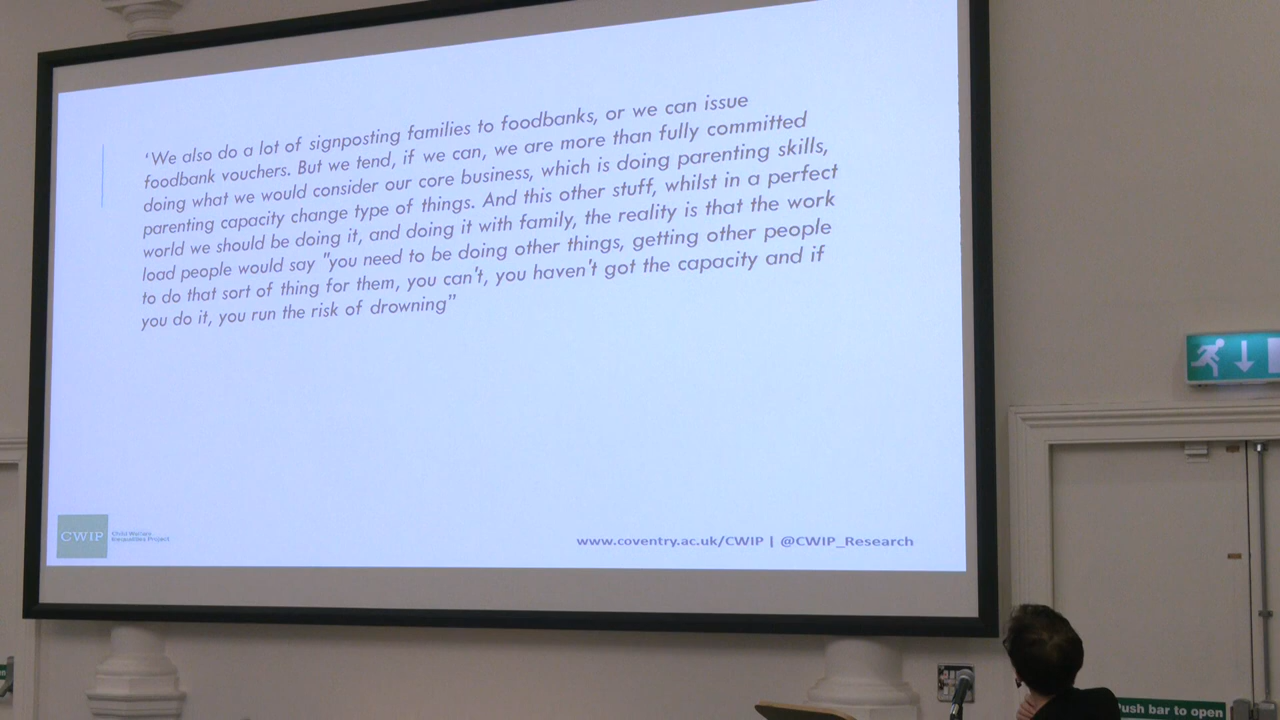 ‘We also do a lot of signposting families to foodbanks, or we can issue
foodbank vouchers. But we tend, if we can, we are more than fully committed
doing what we would consider our core business, which is doing parenting skills,
parenting capacity change type of things. And this other stuff, whilst in a perfect
world we should be doing it, and doing it with family, the reality is that the work
load people would say "you need to be doing other things, getting other people
to do that sort of thing for them, you can't, you haven't got the capacity and if
you do it, you run the risk of drowning”
CWIP
Child Welfare
Inequalities Project
www.coventry.ac.uk/CWIP | @CWIP_Research
Push bar to open